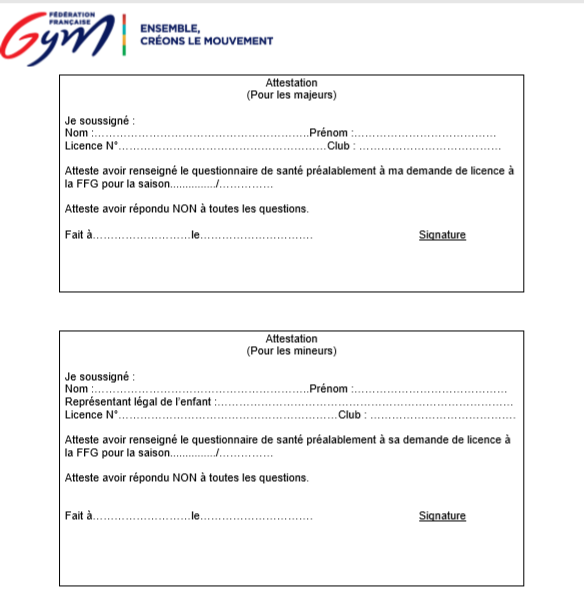 FÉDÉRATION
FRANÇAISE
Gym
ENSEMBLE,
CRÉONS LE MOUVEMENT
Attestation
(Pour les majeurs)
Je soussigné :
Nom :............................................................Prénom :.......................................
Licence N°.........................................................Club : .......................................
Atteste avoir renseigné le questionnaire de santé préalablement à ma demande de licence à
la FFG pour la saison.............../...............
Atteste avoir répondu NON à toutes les questions.
Fait à...........................le............................... Signature
Attestation
(Pour les mineurs)
Je soussigné :
Nom :............................................................Prénom :..........................................
Représentant légal de l'enfant :..................................................................................
Licence N°............................................................Club : ........................................
Atteste avoir renseigné le questionnaire de santé préalablement à sa demande de licence à
la FFG pour la saison.............../...............
Atteste avoir répondu NON à toutes les questions.
Fait à...........................le............................... Signature